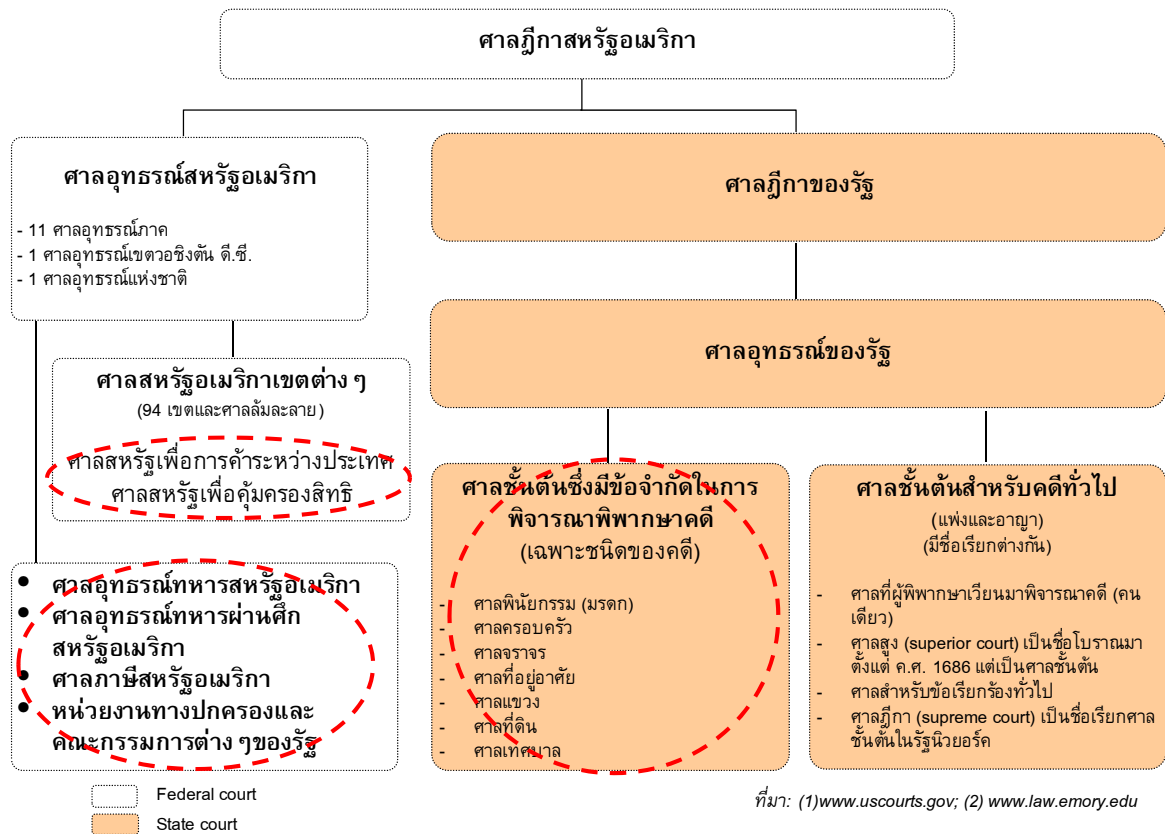 ศาลฎีกาสหรัฐอเมริกา
ศาลอุทธรณ์สหรัฐอเมริกา
- 11 ศาลอุทธรณ์ภาค
- 1 ศาลอุทธรณ์เขตวอชิงตัน ดี.ซี.
- 1 ศาลอุทธรณ์แห่งชาติ
ศาลฎีกาของรัฐ
ศาลอุทธรณ์ของรัฐ
ศาลสหรัฐอเมริกาเขตต่าง ๆ
(94 เขตและศาลล้มละลาย)
ศาลสหรัฐเพื่อการค้าระหว่างประเทศ
ศาลสหรัฐเพื่อคุ้มครองสิทธิ
● ศาลอุทธรณ์ทหารสหรัฐอเมริกา
● ศาลอุทธรณ์ทหารผ่านศึก
สหรัฐอเมริกา
● ศาลภาษีสหรัฐอเมริกา
● หน่วยงานทางปกครองและ
คณะกรรมการต่าง ๆของรัฐ
ศาลชั้นต้นซึ่งมีข้อจำกัดในการ
พิจารณาพิพากษาคดี
(เฉพาะชนิดของคดี)
- ศาลพินัยกรรม (มรดก)
- ศาลครอบครัว
- ศาลจราจร
- ศาลที่อยู่อาศัย
- ศาลแขวง
- ศาลที่ดิน
- ศาลเทศบาล
ศาลชั้นต้นสำหรับคดีทั่วไป
(แพ่งและอาญา)
(มีชื่อเรียกต่างกัน)
- ศาลที่ผู้พิพากษาเวียนมาพิจารณาคดี (คน
เดียว)
- ศาลสูง (superior court) เป็นชื่อโบราณมา
ตั้งแต่ ค.ศ. 1686 แต่เป็นศาลชั้นต้น
- ศาลสำหรับข้อเรียกร้องทั่วไป
- ศาลฎีกา (supreme court) เป็นชื่อเรียกศาล
ชั้นต้นในรัฐนิวยอร์ค
Federal court
State court
ที่มา: (1)www.uscourts.gov; (2) www.law.emory.edu